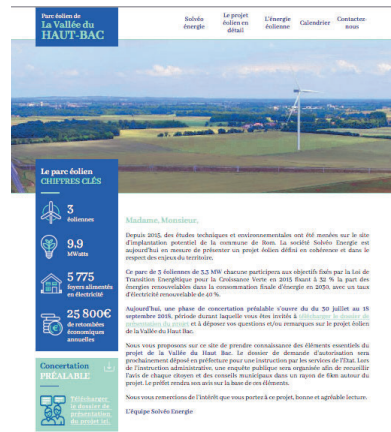 Parc éolien de
La Vallée du
HAUT-BAC
Solvéo
énergie
Le projet
éolien en
détail
L'énergie
éolienne
Calendrier
Contactez-
nous
Le parc éolien
CHIFFRES CLÉS
3
éoliennes
9.9
MWatts
5 775
foyers alimentés
en électricité
25 800€
de retombées
économiques
annuelles
Concertation
PRÉALABLE
Télécharger
le dossier de
présentation
du projet ici.
Madame, Monsieur,
Depuis 2015, des études techniques et environnementales ont été menées sur le site
d'implantation potentiel de la commune de Rom. La société Solvéo Energie est
aujourd'hui en mesure de présenter un projet éolien défini en cohérence et dans le
respect des enjeux du territoire.
Ce parc de 3 éoliennes de 3,3 MW chacune participera aux objectifs fixés par la Loi de
Transition Energétique pour la Croissance Verte en 2015 fixant à 32 % la part des
énergies renouvelables dans la consommation finale d'énergie en 2030, avec un taux
d'électricité renouvelable de 40 %.
Aujourd'hui, une phase de concertation préalable s'ouvre du du 30 juillet au 18
septembre 2018, période durant laquelle vous êtes invités à télécharger le dossier de
présentation du projet et à déposer vos questions et/ou remarques sur le projet éolien
de la Vallée du Haut Bac.
Nous vous proposons sur ce site de prendre connaissance des éléments essentiels du
projet de la Vallée du Haut Bac. Le dossier de demande d'autorisation sera
prochainement déposé en préfecture pour une instruction par les services de l'Etat. Lors
de l'instruction administrative, une enquête publique sera organisée afin de recueillir
l'avis de chaque citoyen et des conseils municipaux dans un rayon de 6km autour du
projet. Le préfet rendra son avis sur la base de ces éléments.
Nous vous remercions de l'intérêt que vous portez à ce projet, bonne et agréable lecture.
L'équipe Solvéo Energie